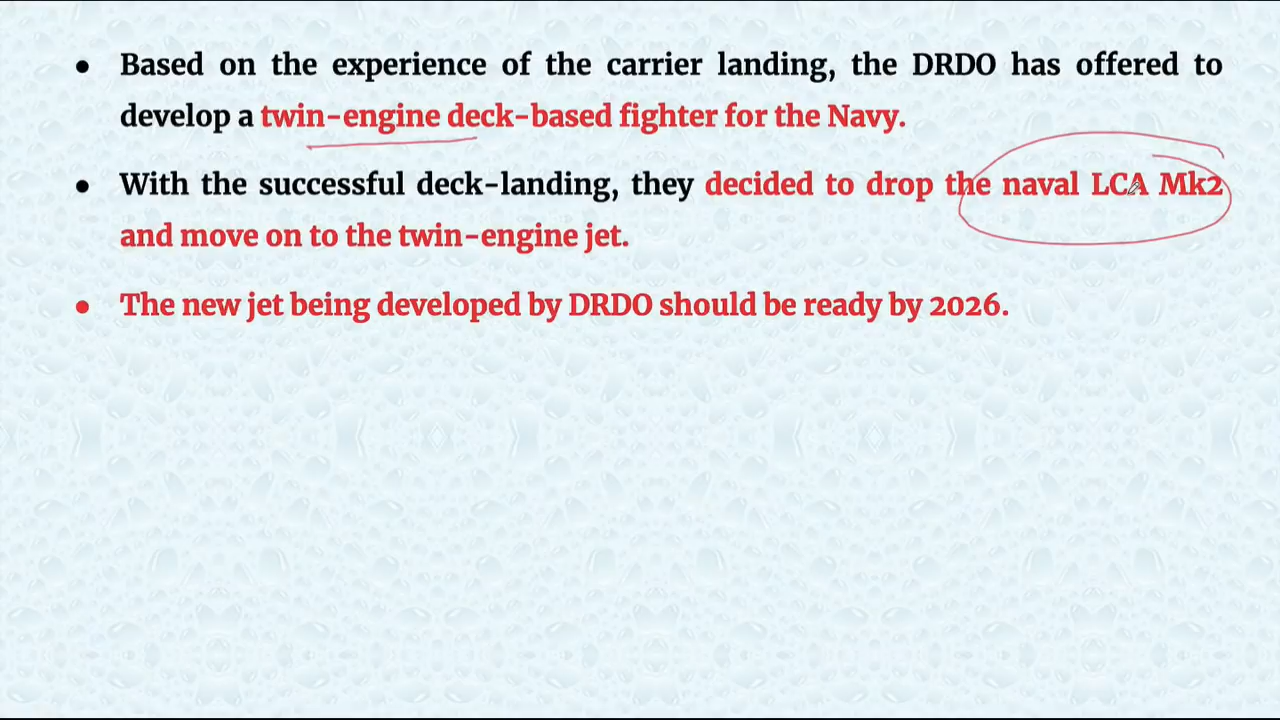 ● Based on the experience of the carrier landing, the DRDO has offered to
develop a twin-engine deck-based fighter for the Navy.
● With the successful deck-landing, they decided to drop the naval LCA Mk2
and move on to the twin-engine jet.
● The new jet being developed by DRDO should be ready by 2026.